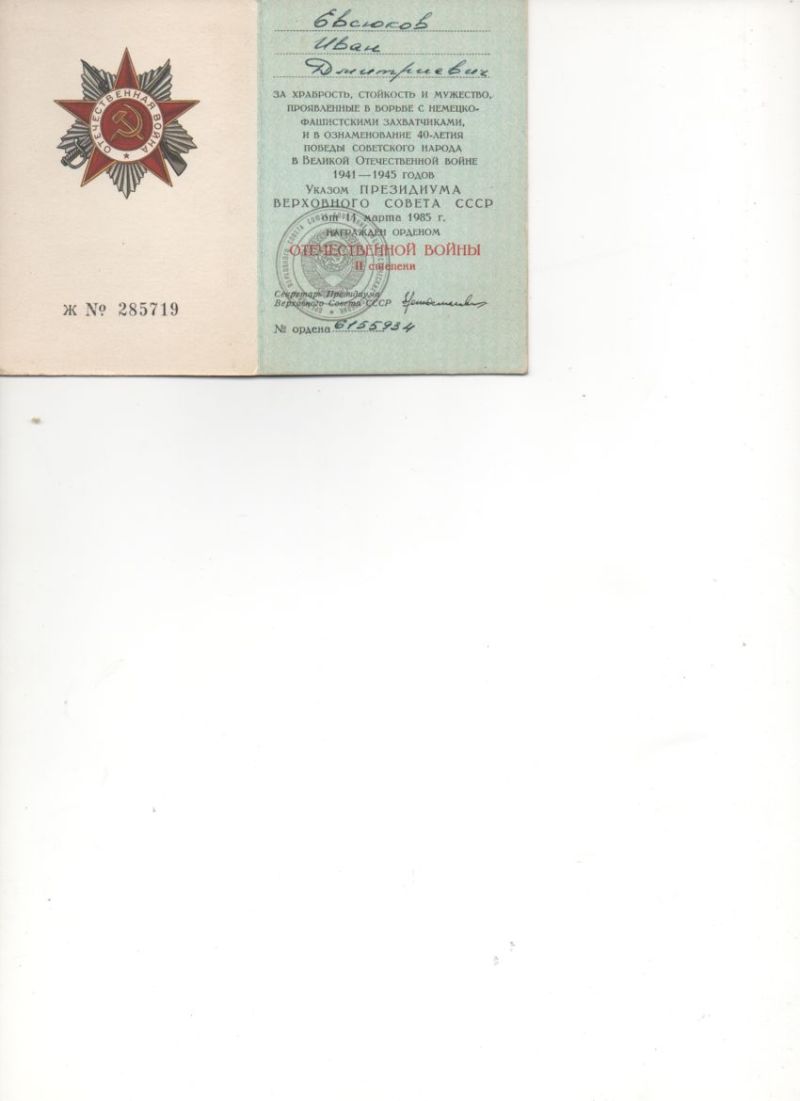 ОТЕЧЕСТВЕННАЯ ВОЙНА
Ж № 285719
Евсюков
Иван
Дмитриевич
ЗА ХРАБРОСТЬ, СТОЙКОСТЬ И МУЖЕСТВО,
ПРОЯВЛЕННЫЕ В БОРЬБЕ С НЕМЕЦКО-
ФАШИСТСКИМИ ЗАХВАТЧИКАМИ,
И В ОЗНАМЕНОВАНИЕ 40-ЛЕТИЯ
ПОБЕДЫ СОВЕТСКОГО НАРОДА
В ВЕЛИКОЙ ОТЕЧЕСТВЕННОЙ ВОЙНЕ
1941—1945 ГОДОВ
УКАЗОМ ПРЕЗИДИУМА
ВЕРХОВНОГО СОВЕТА СССР
от 11 марта 1985 г.
НАГРАЖДЕН ОРДЕНОМ
ОТЕЧЕСТВЕННОЙ ВОЙНЫ
II степени
Секретарь Президиума
Верховного Совета СССР
№ ордена 6155934